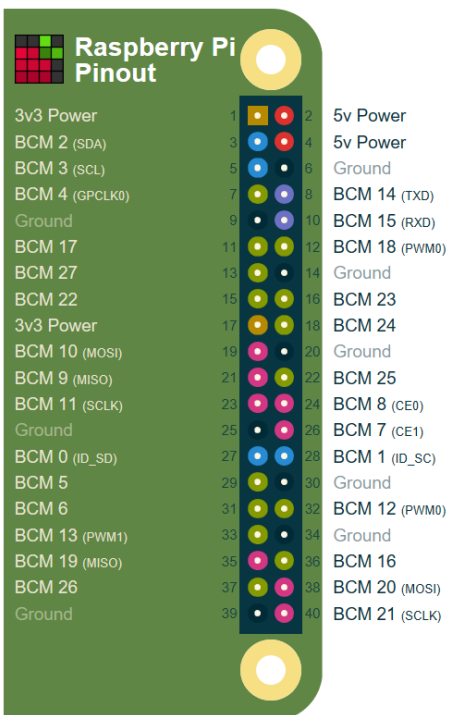 Raspberry Pi
Pinout
3v3 Power 1 2 5v Power
BCM 2 (SDA) 3 4 5v Power
BCM 3 (SCL) 5 6 Ground
BCM 4 (GPCLK0) 7 8 BCM 14 (TXD)
Ground 9 10 BCM 15 (RXD)
BCM 17 11 12 BCM 18 (PWM0)
BCM 27 13 14 Ground
BCM 22 15 16 BCM 23
3v3 Power 17 18 BCM 24
BCM 10 (MOSI) 19 20 Ground
BCM 9 (MISO) 21 22 BCM 25
BCM 11 (SCLK) 23 24 BCM 8 (CE0)
Ground 25 26 BCM 7 (CE1)
BCM 0 (ID_SD) 27 28 BCM 1 (ID_SC)
BCM 5 29 30 Ground
BCM 6 31 32 BCM 12 (PWM0)
BCM 13 (PWM1) 33 34 Ground
BCM 19 (MISO) 35 36 BCM 16
BCM 26 37 38 BCM 20 (MOSI)
Ground 39 40 BCM 21 (SCLK)